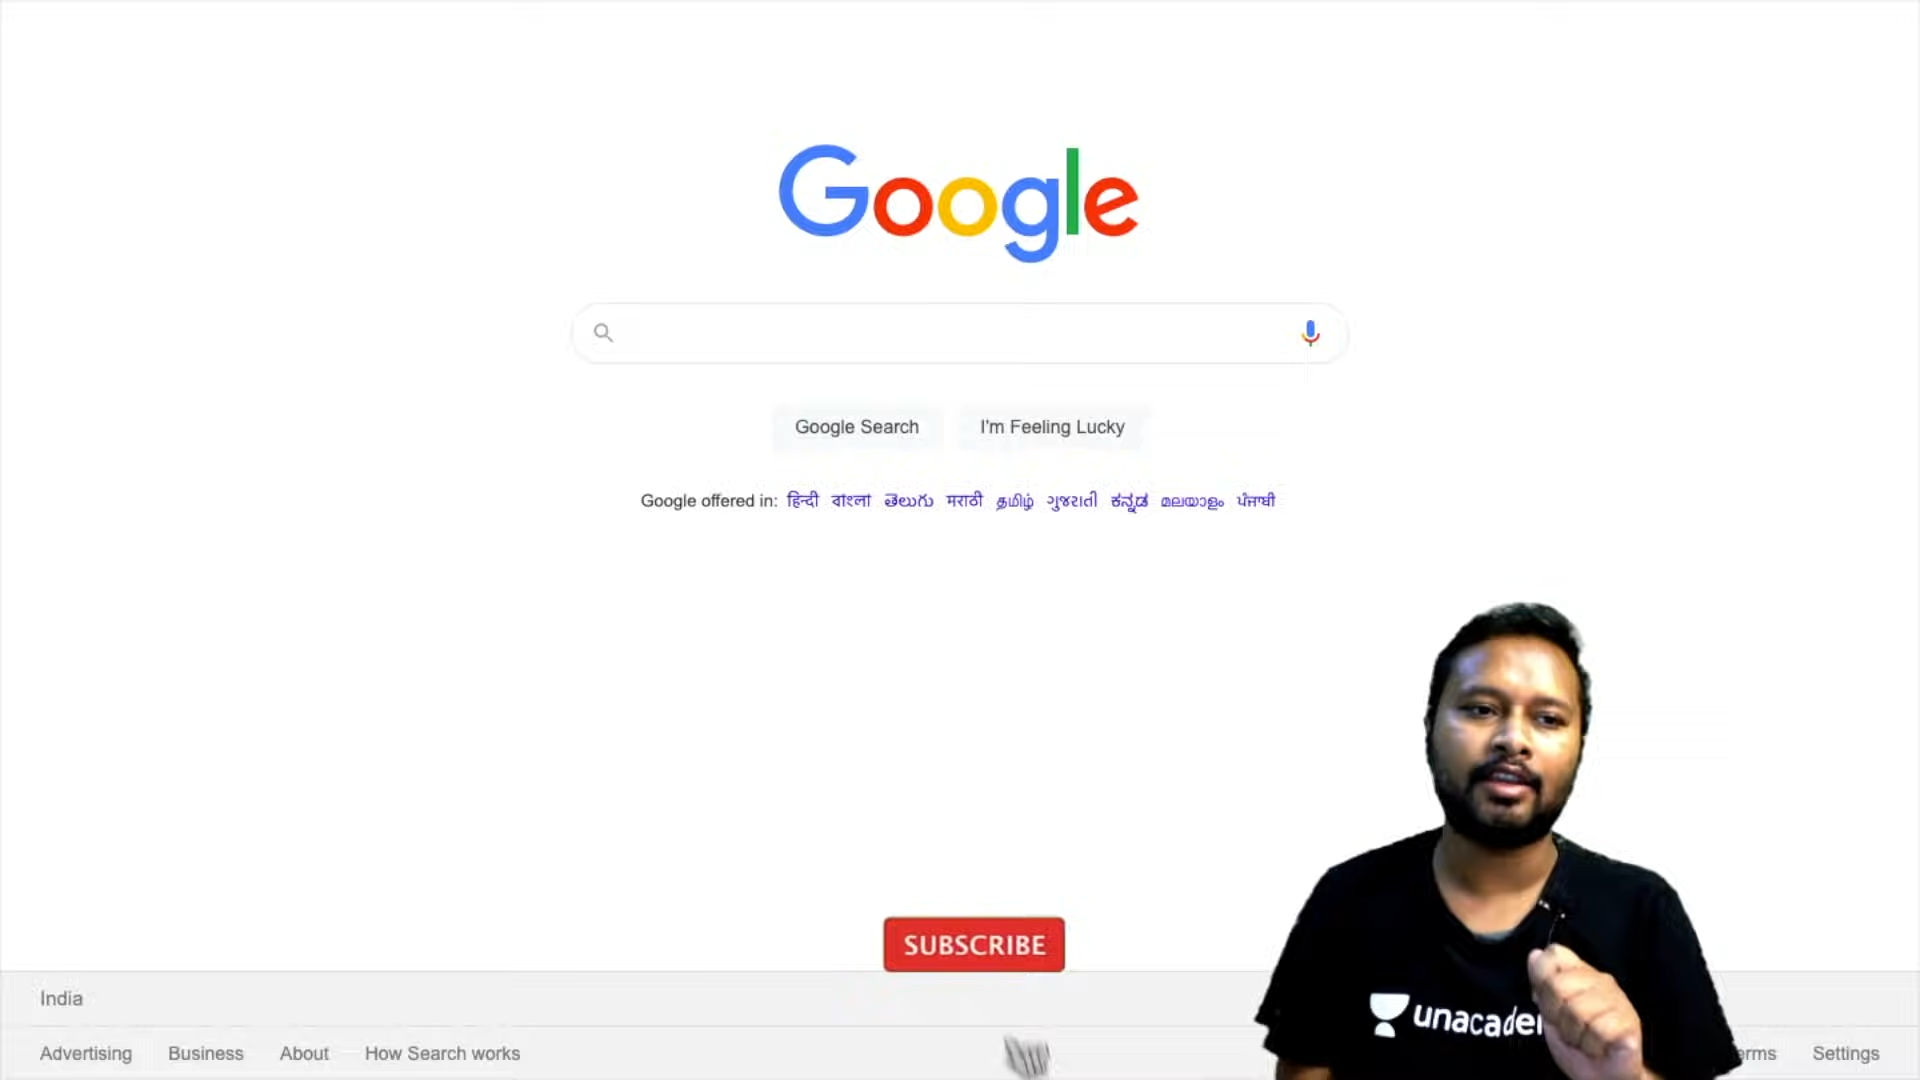 Google
Google Search
I'm Feeling Lucky
Google offered in: हिन्दी বাংলা తెలుగు मराठी தமிழ் ગુજરાતી ಕನ್ನಡ മലയാളം ਪੰਜਾਬੀ
SUBSCRIBE
India
unacade
Advertising Business About How Search works
erms Settings